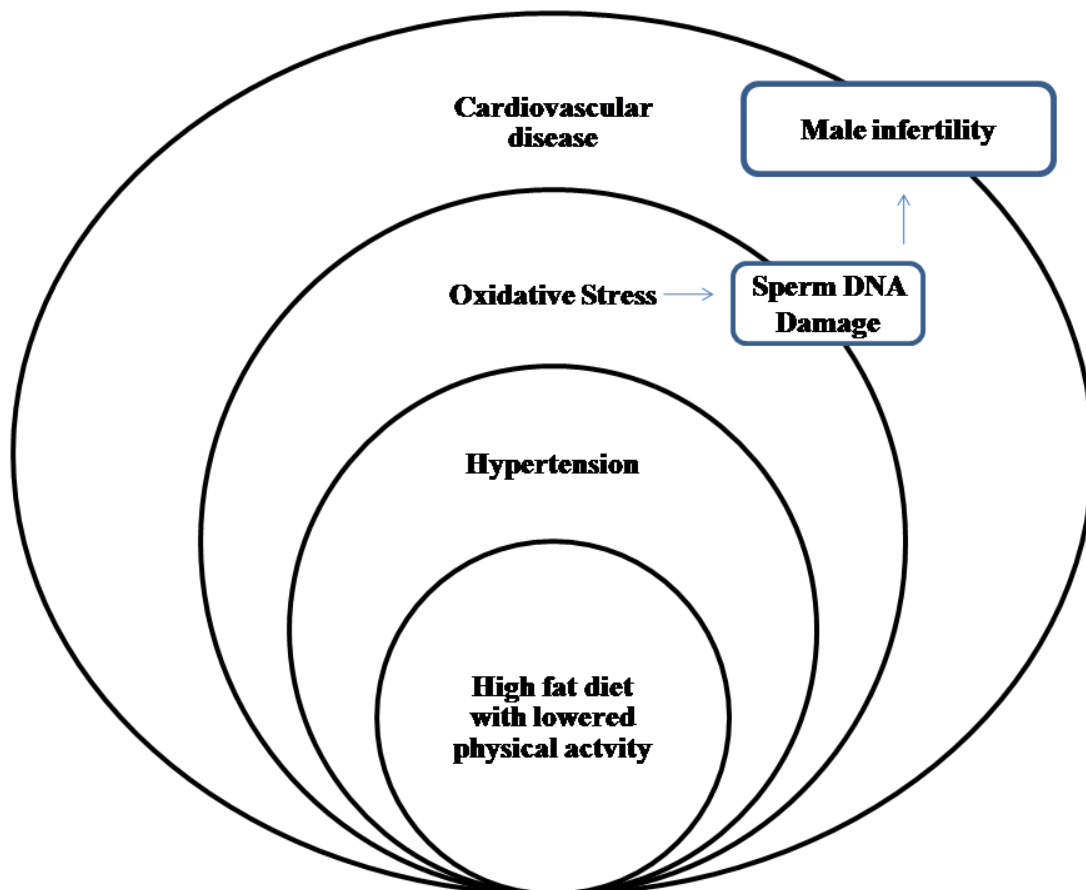 Cardiovascular
disease
Male infertility
Oxidative Stress
Sperm DNA
Damage
Hypertension
High fat diet
with lowered
physical actvity